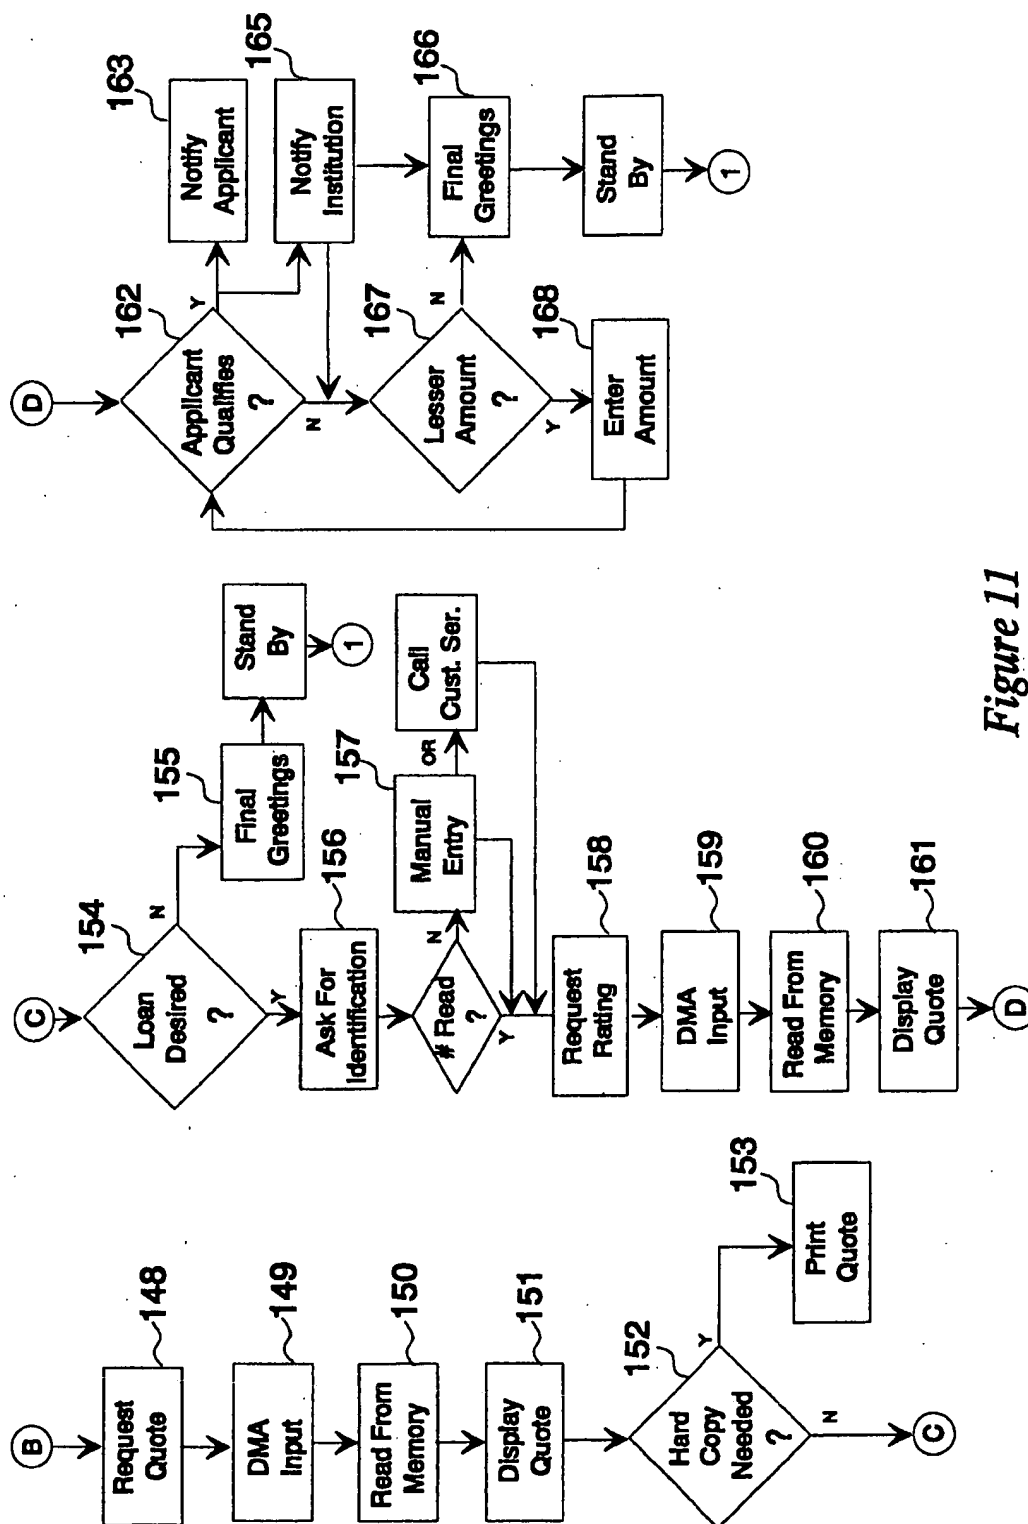 B
Request
Quote
148
DMA
Input
149
Read From
Memory
150
Display
Quote
151
Hard
Copy
Needed
?
152
Y
N
Print
Quote
153
C
C
Loan
Desired
?
154
N
Y
Final
Greetings
155
Stand
By
1
Ask For
Identification
156
# Read
?
N
Y
Manual
Entry
157
OR
Call
Cust. Ser.
Request
Rating
158
DMA
Input
159
Read From
Memory
160
Display
Quote
161
D
D
Applicant
Qualifies
?
162
Y
N
Notify
Applicant
163
Notify
Institution
165
Lesser
Amount
?
167
N
Y
Final
Greetings
166
Stand
By
1
Enter
Amount
168
Figure 11